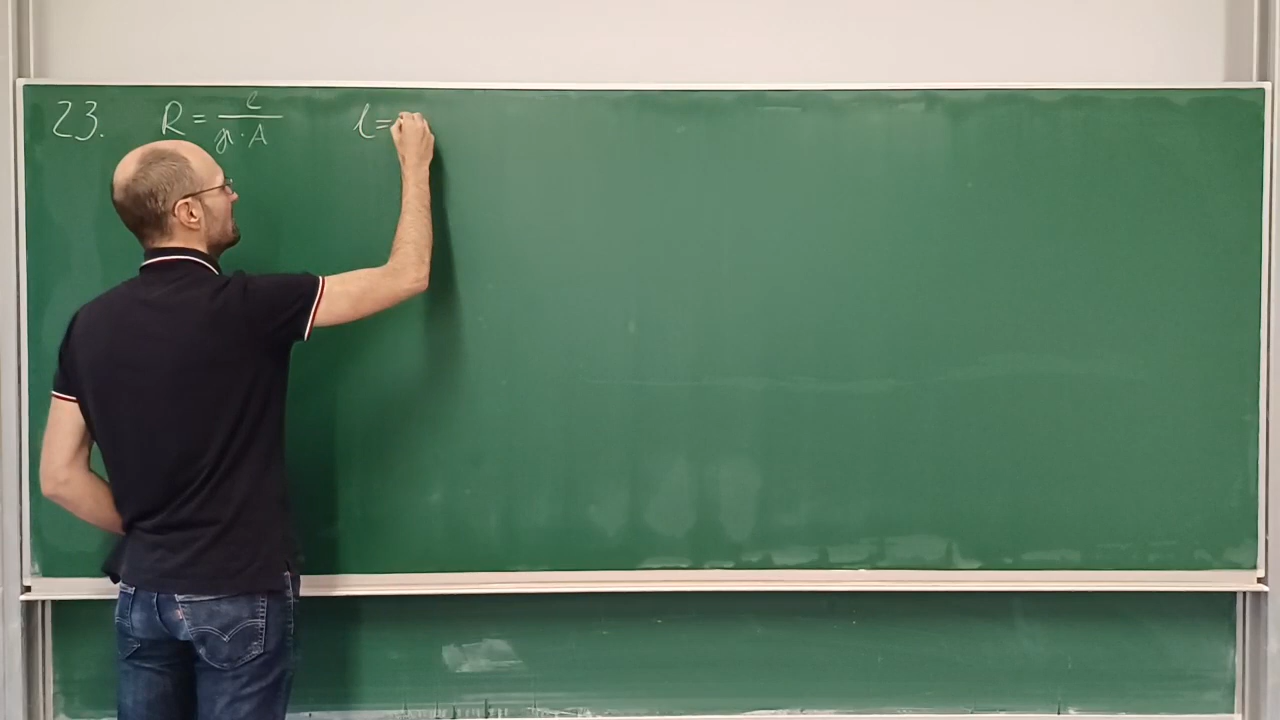 23. R = ℓ / ϰ · A ℓ =